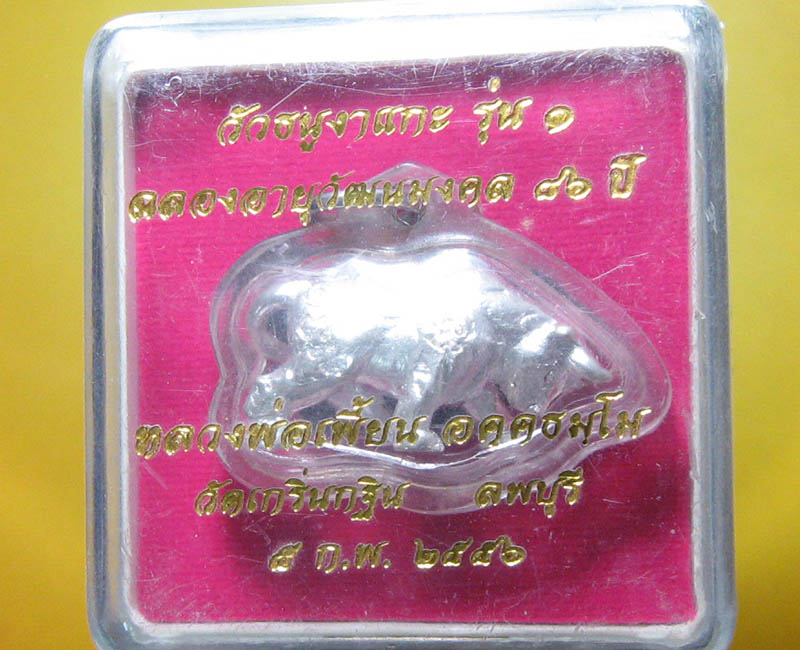 วัวธนูงาแกะ รุ่น ๑
ฉลองอายุวัฒนมงคล ๘๖ ปี
หลวงพ่อเพี้ยน อคฺคธมฺโม
วัดเกริ่นกฐิน ลพบุรี
๕ ก.พ. ๒๕๕๖